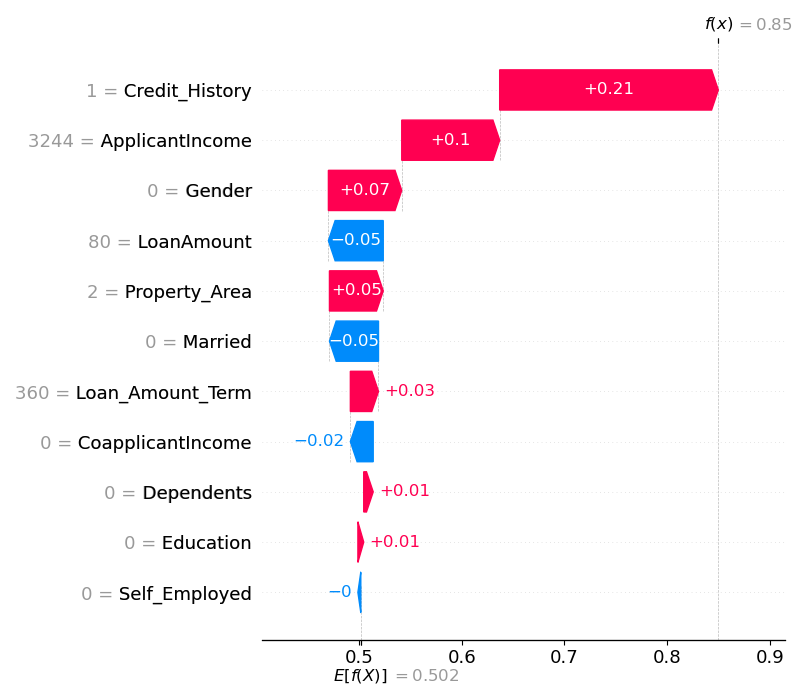 f(x) = 0.85
1 = Credit_History
+0.21
3244 = ApplicantIncome
+0.1
0 = Gender
+0.07
80 = LoanAmount
−0.05
2 = Property_Area
+0.05
0 = Married
−0.05
360 = Loan_Amount_Term
+0.03
0 = CoapplicantIncome
−0.02
0 = Dependents
+0.01
0 = Education
+0.01
0 = Self_Employed
−0
0.5 0.6 0.7 0.8 0.9
E[f(X)] = 0.502